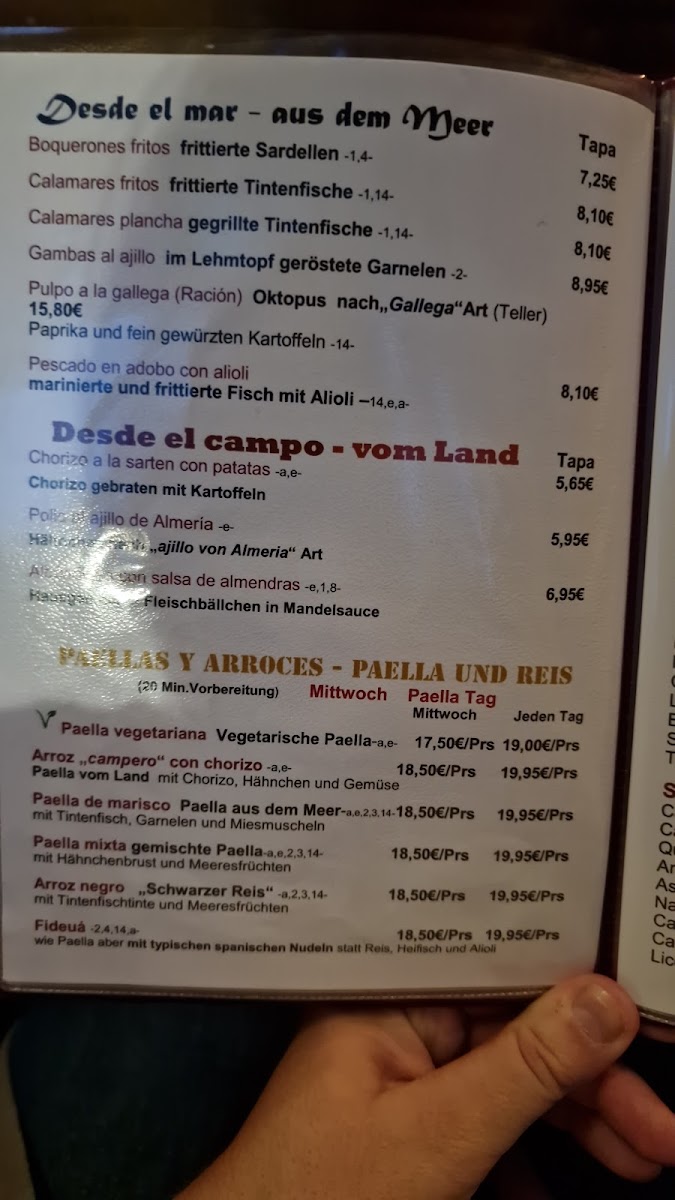 Desde el mar - aus dem Meer
Tapa
Boquerones fritos frittierte Sardellen -1,4-
7,25€
Calamares fritos frittierte Tintenfische -1,14-
8,10€
Calamares plancha gegrillte Tintenfische -1,14-
8,10€
Gambas al ajillo im Lehmtopf geröstete Garnelen -2-
8,95€
Pulpo a la gallega (Ración) Oktopus nach„Gallega“Art (Teller)
15,80€
Paprika und fein gewürzten Kartoffeln -14-
Pescado en adobo con alioli
marinierte und frittierte Fisch mit Alioli –14,e,a-
8,10€
Desde el campo - vom Land
Tapa
Chorizo a la sarten con patatas -a,e-
5,65€
Chorizo gebraten mit Kartoffeln
ajillo de Almería -e-
5,95€
„ajillo von Almeria“ Art
con salsa de almendras -e,1,8-
6,95€
Fleischbällchen in Mandelsauce
PAELLAS Y ARROCES - PAELLA UND REIS
(20 Min.Vorbereitung) Mittwoch Paella Tag
Mittwoch Jeden Tag
V Paella vegetariana Vegetarische Paella-a,e- 17,50€/Prs 19,00€/Prs
Arroz „campero“ con chorizo -a,e- 18,50€/Prs 19,95€/Prs
Paella vom Land mit Chorizo, Hähnchen und Gemüse
Paella de marisco Paella aus dem Meer-a,e,2,3,14- 18,50€/Prs 19,95€/Prs
mit Tintenfisch, Garnelen und Miesmuscheln
Paella mixta gemischte Paella-a,e,2,3,14- 18,50€/Prs 19,95€/Prs
mit Hähnchenbrust und Meeresfrüchten
Arroz negro „Schwarzer Reis“ -a,2,3,14- 18,50€/Prs 19,95€/Prs
mit Tintenfischtinte und Meeresfrüchten
Fideuà -2,4,14,a- 18,50€/Prs 19,95€/Prs
wie Paella aber mit typischen spanischen Nudeln statt Reis, Heifisch und Alioli
S
C
Ca
Qu
Ar
As
Na
Ca
Ca
Lic